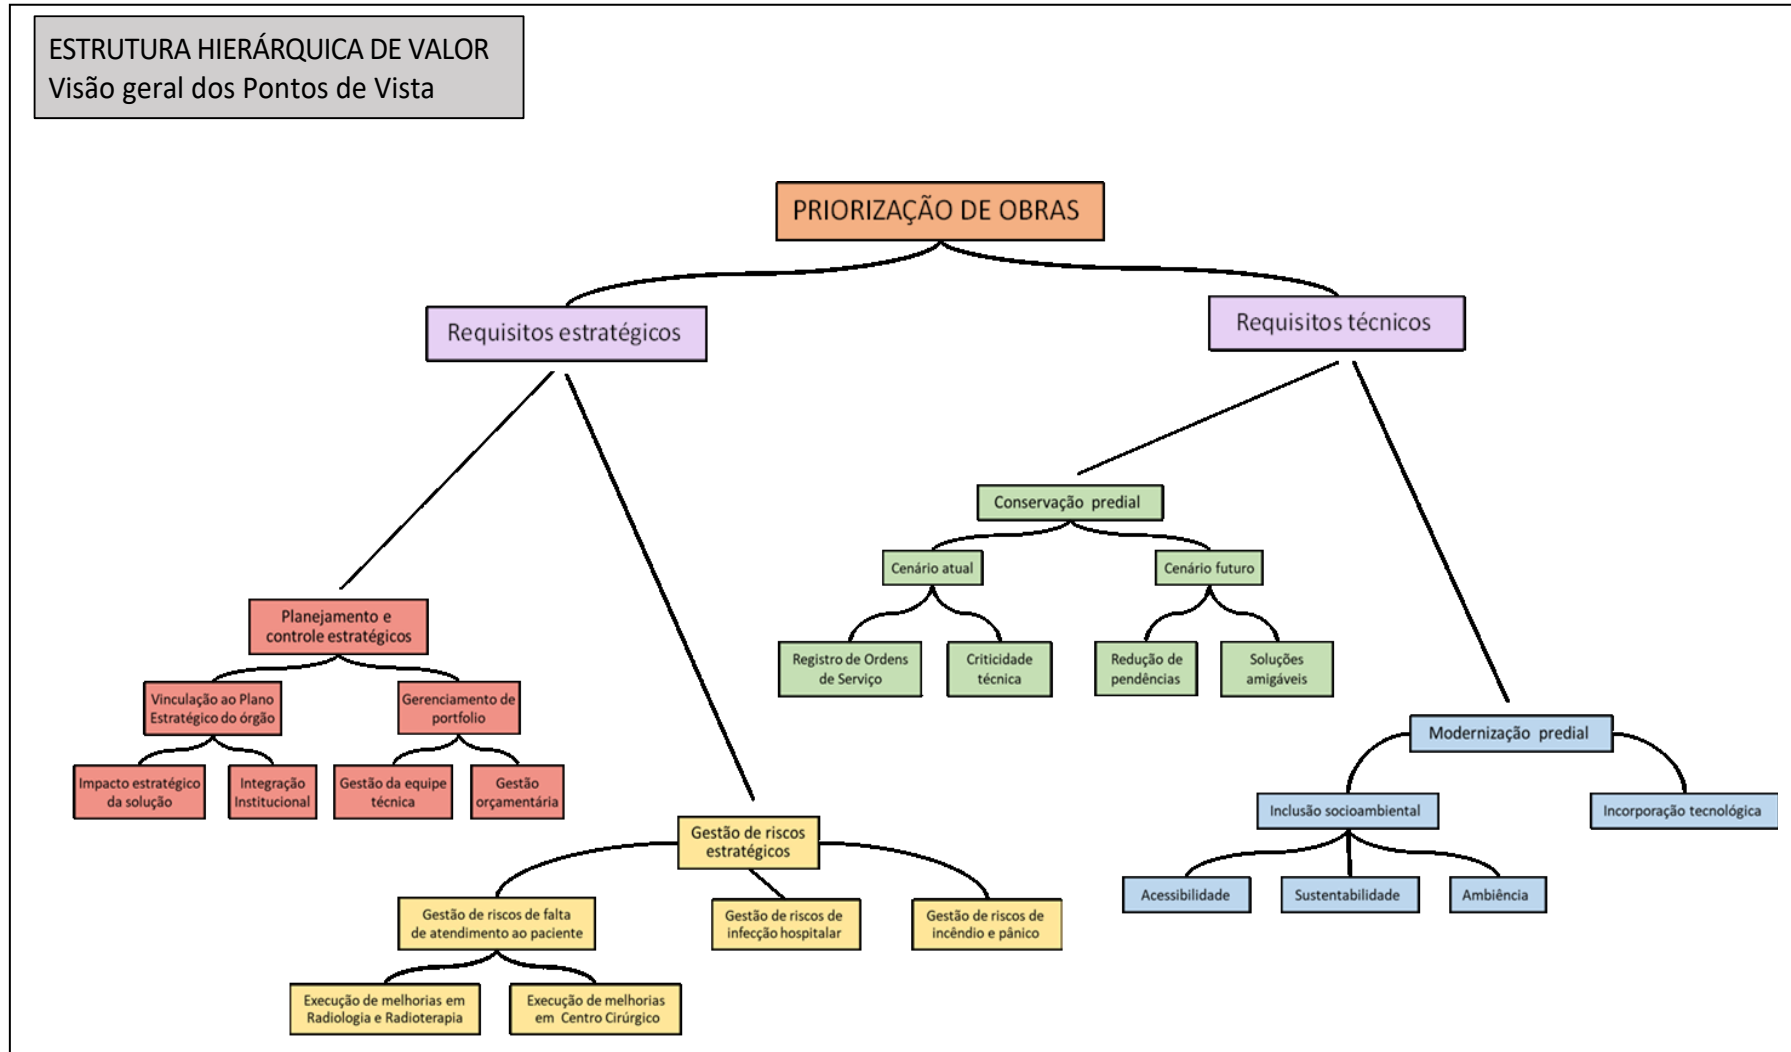 ESTRUTURA HIERÁRQUICA DE VALOR
Visão geral dos Pontos de Vista
PRIORIZAÇÃO DE OBRAS
Requisitos estratégicos
Requisitos técnicos
Planejamento e
controle estratégicos
Vinculação ao Plano
Estratégico do órgão
Gerenciamento de
portfolio
Impacto estratégico
da solução
Integração
Institucional
Gestão da equipe
técnica
Gestão
orçamentária
Gestão de riscos
estratégicos
Gestão de riscos de falta
de atendimento ao paciente
Gestão de riscos de
infecção hospitalar
Gestão de riscos de
incêndio e pânico
Execução de melhorias em
Radiologia e Radioterapia
Execução de melhorias
em Centro Cirúrgico
Conservação predial
Cenário atual
Cenário futuro
Registro de Ordens
de Serviço
Criticidade
técnica
Redução de
pendências
Soluções
amigáveis
Modernização predial
Inclusão socioambiental
Incorporação tecnológica
Acessibilidade
Sustentabilidade
Ambiência